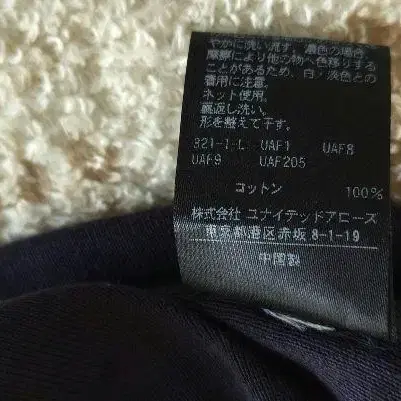 やかに洗い流す。濃色の場合、
摩擦により他の物へ色移りする
ことがあるため、白・淡色との
着用に注意。
ネット使用。
裏返し洗い。
形を整えて干す。
821-1-L UAF1 UAF8
UAF9 UAF205
コットン 100%
株式会社 ユナイテッドアローズ
東京都港区赤坂 8-1-19
中国製